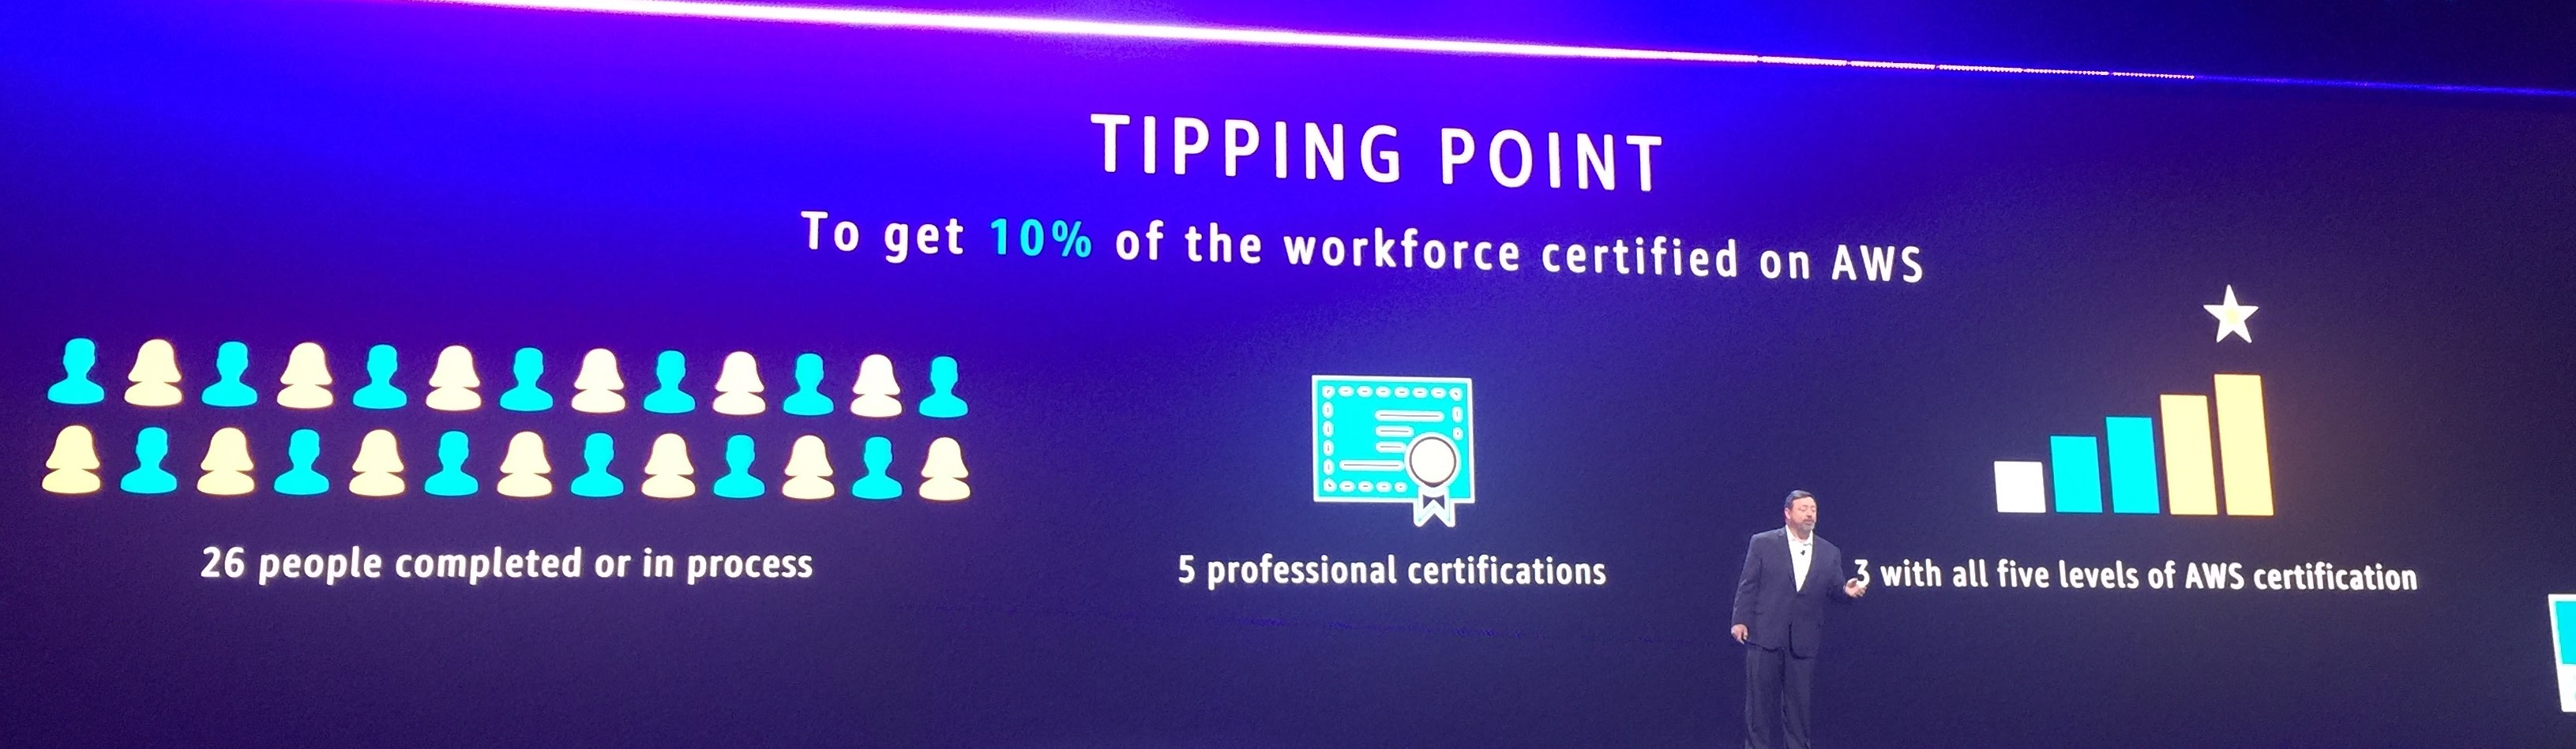 TIPPING POINT
To get 10% of the workforce certified on AWS
26 people completed or in process
5 professional certifications
3 with all five levels of AWS certification